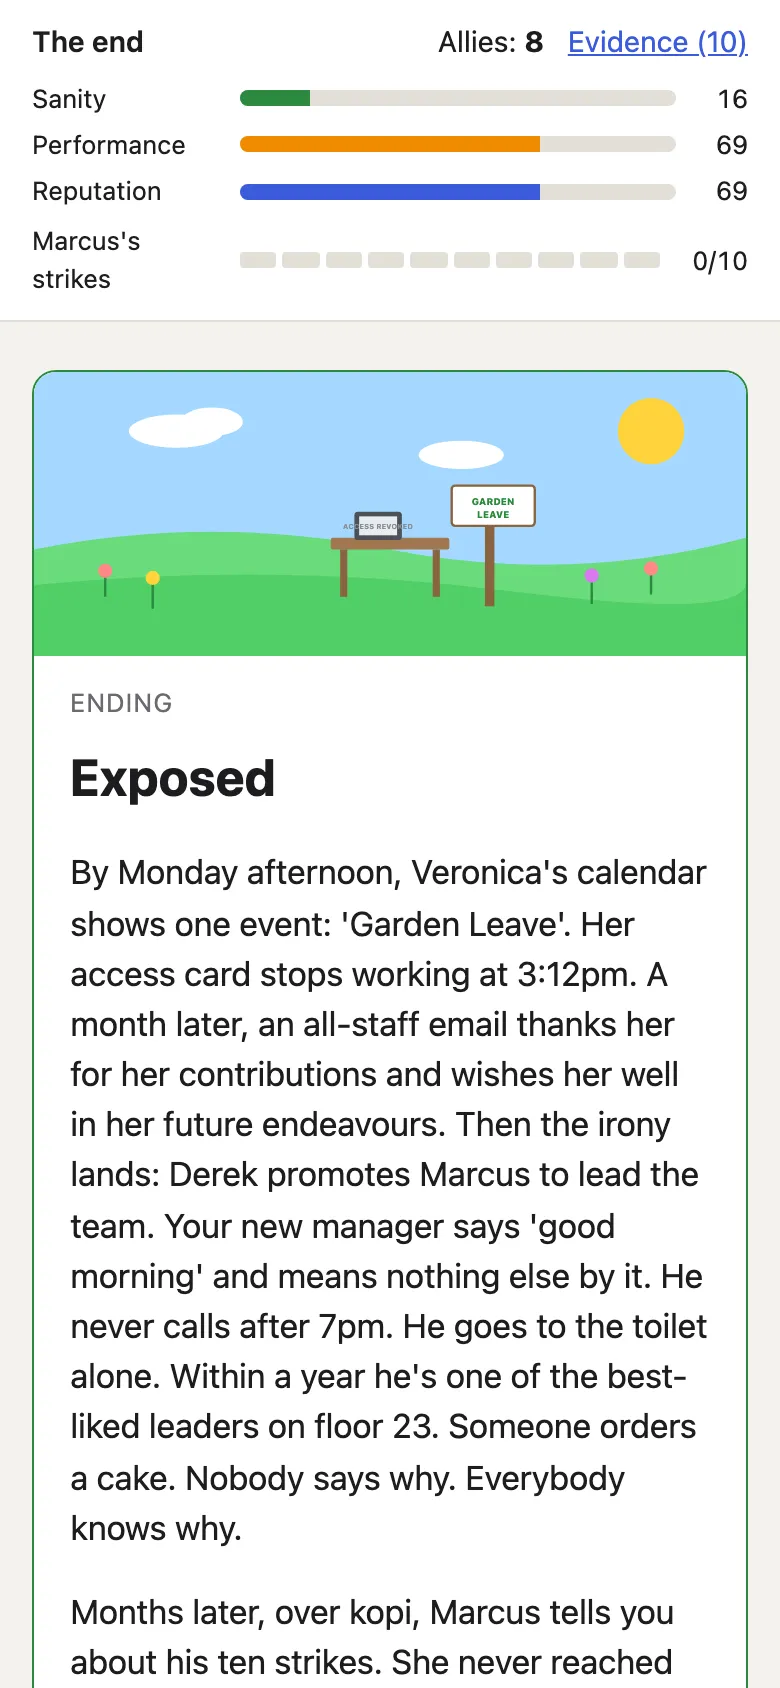 The end
Allies: 8 Evidence (10)
Sanity 16
Performance 69
Reputation 69
Marcus's
strikes 0/10
GARDEN
LEAVE
ACCESS REVOKED
ENDING
Exposed
By Monday afternoon, Veronica's calendar
shows one event: 'Garden Leave'. Her
access card stops working at 3:12pm. A
month later, an all-staff email thanks her
for her contributions and wishes her well
in her future endeavours. Then the irony
lands: Derek promotes Marcus to lead the
team. Your new manager says 'good
morning' and means nothing else by it. He
never calls after 7pm. He goes to the toilet
alone. Within a year he's one of the best-
liked leaders on floor 23. Someone orders
a cake. Nobody says why. Everybody
knows why.
Months later, over kopi, Marcus tells you
about his ten strikes. She never reached